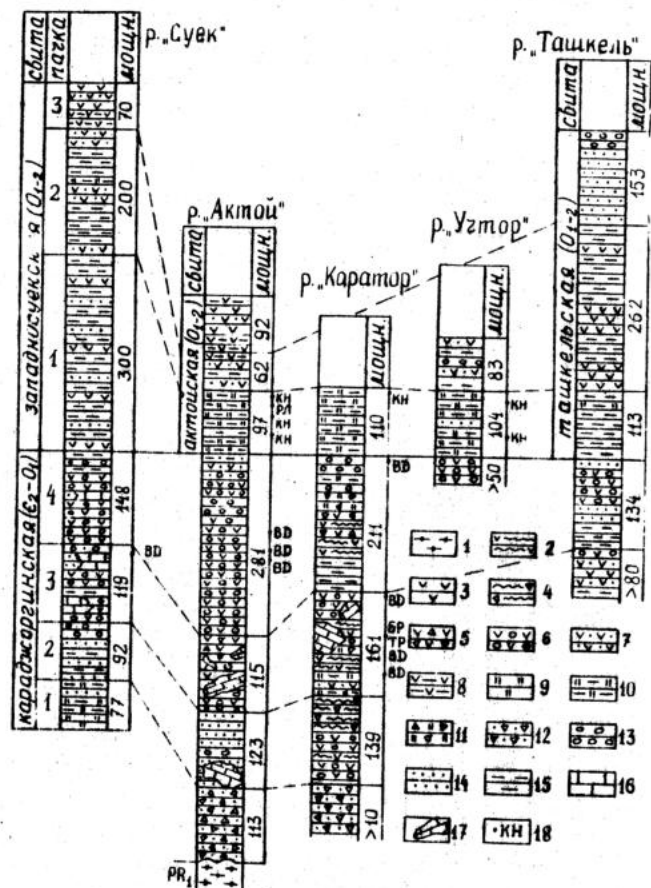 р. „Суек"
свита
пачка
мощн.
3
70
2
200
1
300
4
148
3
119
2
92
1
77
западносуекск я (O1-2)
караджоргинская (Є2-O1)
BD
р. „Актой"
свита
мощн.
92
62
97
281
115
123
113
актойская (O1-2)
КН
РЛ
КН
КН
BD
BD
BD
PR1
р. „Каратор"
мощн.
110
211
161
139
>10
КН
BD
BD
БР
ТР
BD
BD
р. „Учтор"
мощн.
83
104
>50
КН
КН
р. „Ташкель"
свита
мощн.
153
262
113
134
>80
ташкельская (O1-2)
1
2
3
4
5
6
7
8
9
10
11
12
13
14
15
16
17
КН 18